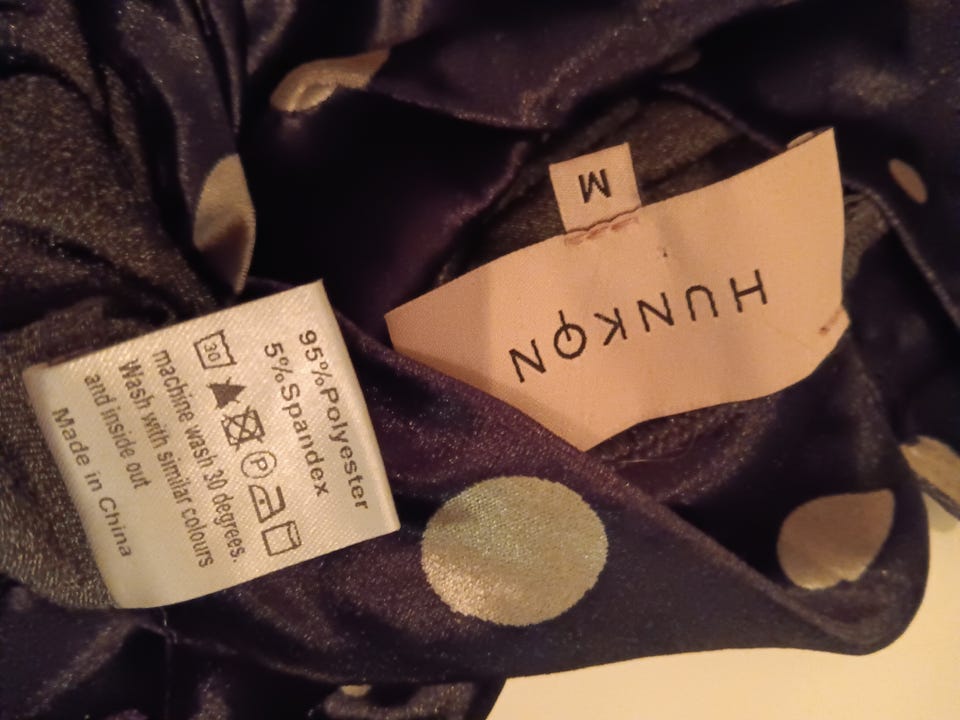 M
HUNKØN
95%Polyester
5%Spandex
30
P
machine wash 30 degrees.
Wash with similar colours
and inside out
Made in China